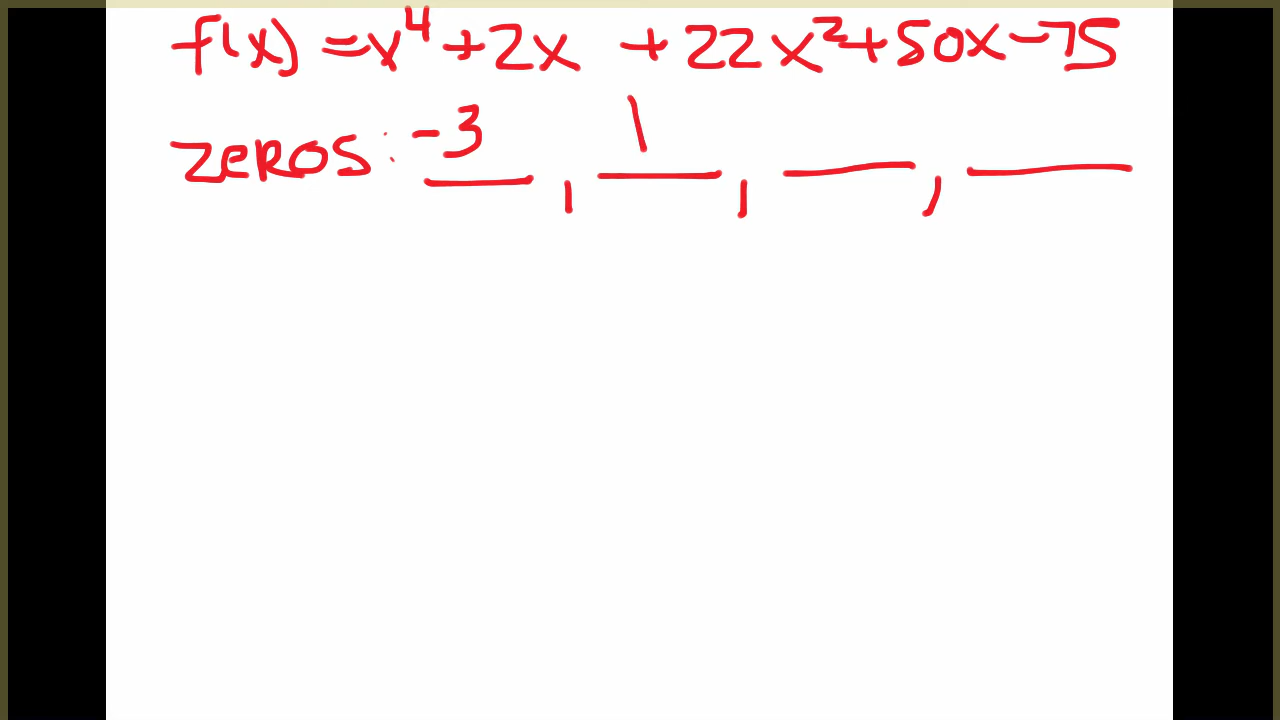 f(x) = x⁴ + 2x + 22x² + 50x - 75
zeros: -3, 1, ___, ___